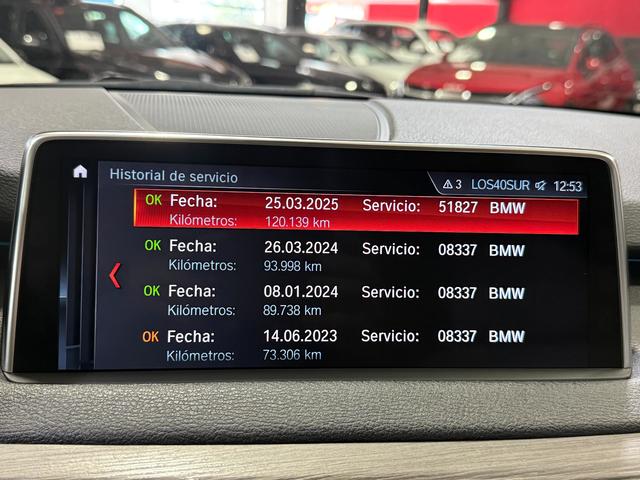 Historial de servicio 3 LOS40SUR 12:53
OK Fecha: 25.03.2025 Servicio: 51827 BMW
Kilómetros: 120.139 km
OK Fecha: 26.03.2024 Servicio: 08337 BMW
Kilómetros: 93.998 km
OK Fecha: 08.01.2024 Servicio: 08337 BMW
Kilómetros: 89.738 km
OK Fecha: 14.06.2023 Servicio: 08337 BMW
Kilómetros: 73.306 km